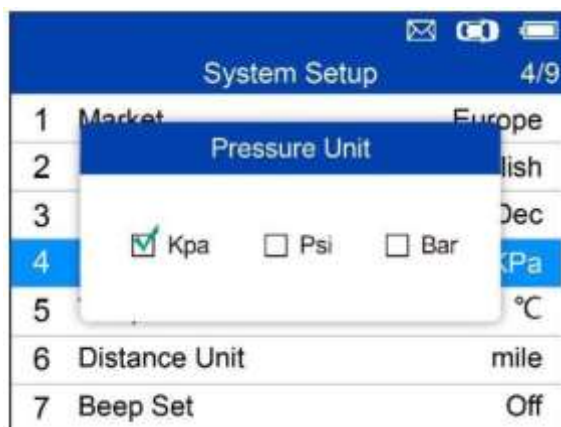 System Setup 4/9
1 Market Europe
Pressure Unit
2 lish
3 Dec
Kpa Psi Bar
4 KPa
5 °C
6 Distance Unit mile
7 Beep Set Off